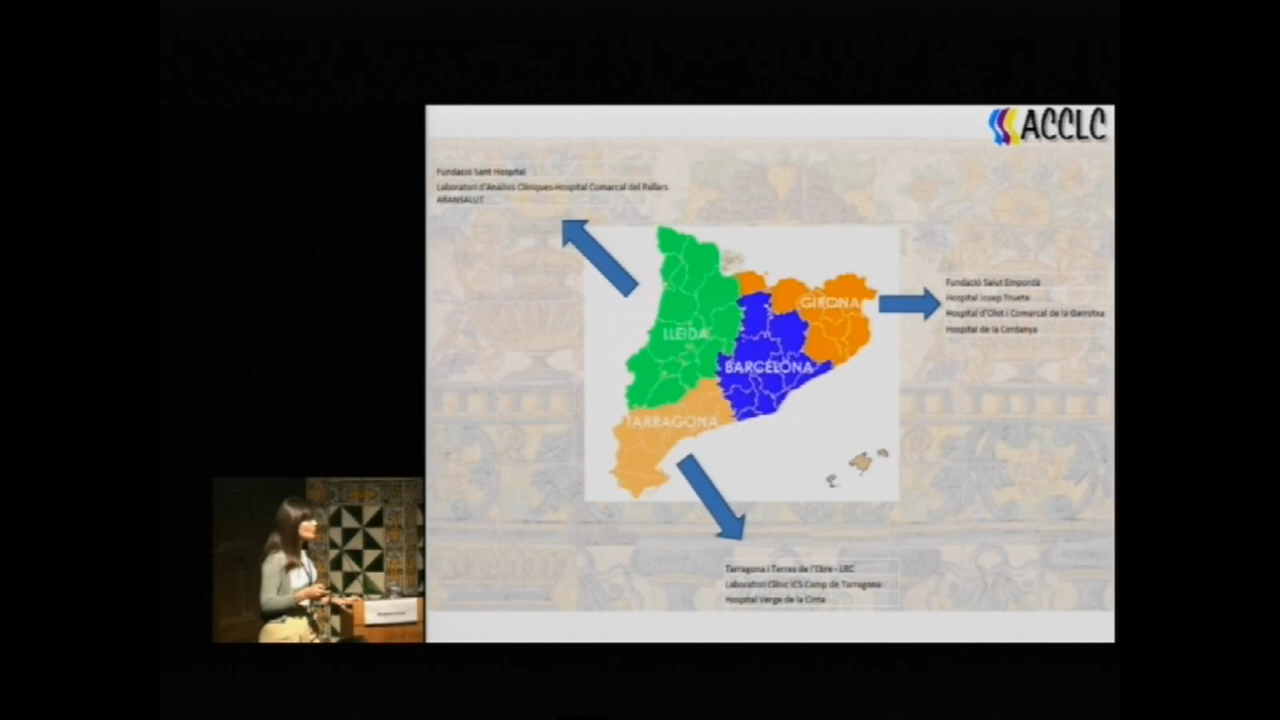 ACCLC
Fundació Sant Hospital
Laboratori d'Anàlisis Cliniques-Hospital Comarcal del Pallars
ARANSALUT
Fundació Salut Empordà
Hospital Josep Trueta
Hospital d'Olot i Comarcal de la Garrotxa
Hospital de la Cerdanya
GIRONA
LLEIDA
BARCELONA
TARRAGONA
Tarragona i Terres de l'Ebre - LRC
Laboratori Clínic ICS Camp de Tarragona
Hospital Verge de la Cinta